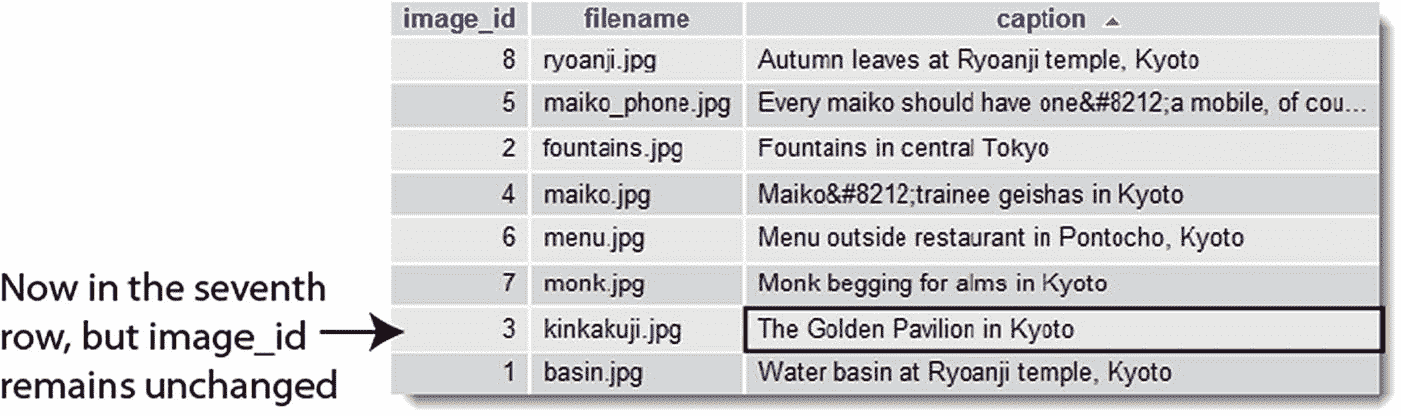 image_id filename caption
8 ryoanji.jpg Autumn leaves at Ryoanji temple, Kyoto
5 maiko_phone.jpg Every maiko should have one&#8212;a mobile, of cou...
2 fountains.jpg Fountains in central Tokyo
4 maiko.jpg Maiko&#8212;trainee geishas in Kyoto
6 menu.jpg Menu outside restaurant in Pontocho, Kyoto
7 monk.jpg Monk begging for alms in Kyoto
3 kinkakuji.jpg The Golden Pavilion in Kyoto
1 basin.jpg Water basin at Ryoanji temple, Kyoto
Now in the seventh
row, but image_id
remains unchanged